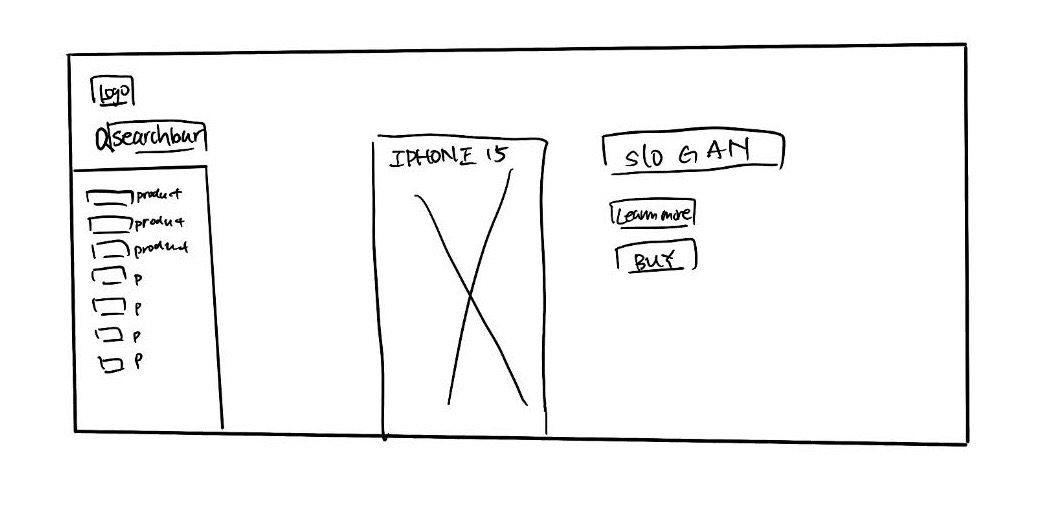 Logo
searchbar
product
product
product
P
P
P
P
IPHONE 15
sloGAN
Learn more
BUY